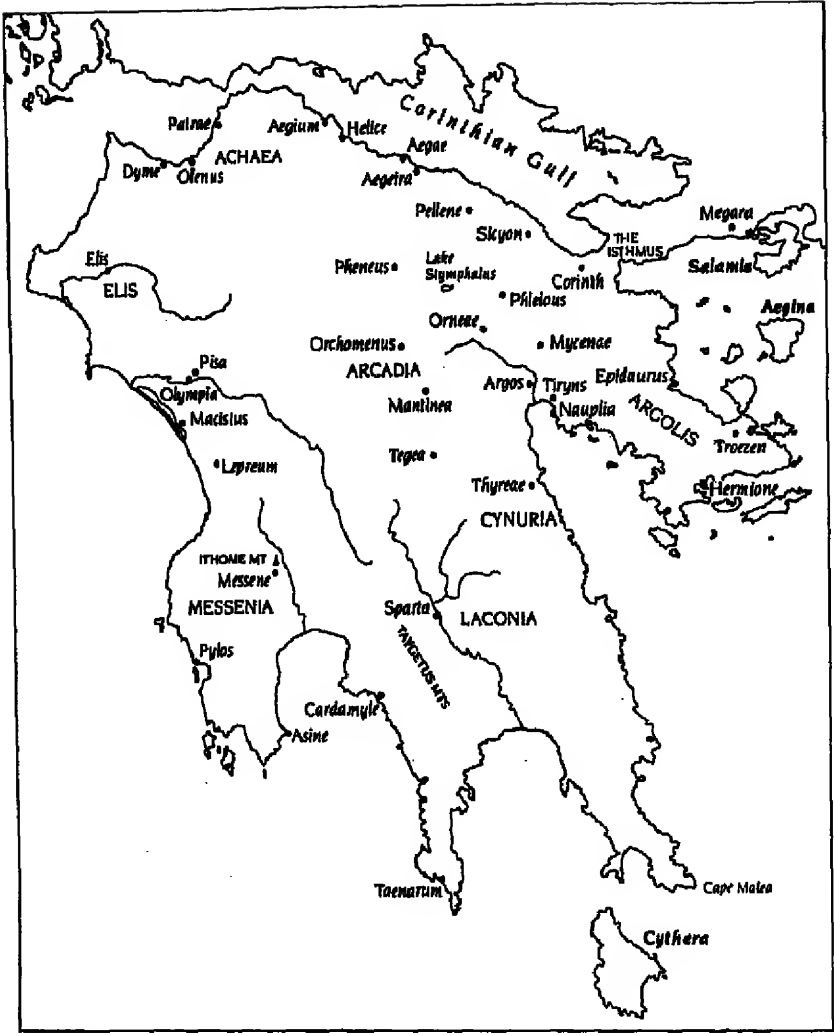 Corinthian Gulf
Patrae
Aegium
Helice
ACHAEA
Aegae
Dyme
Olenus
Aegeira
Pellene
Megara
Skyon
THE
ISTHMUS
Elis
Pheneus
Lake
Stymphalus
Corinth
Salamis
ELIS
Phleious
Aegina
Orneae
Orchomenus
Mycenae
Pisa
ARCADIA
Argos
Tiryns
Epidaurus
Olympia
Mantinea
Nauplia
ARGOLIS
Macistus
Troezen
Lepreum
Tegea
Thyreae
Hermione
CYNURIA
ITHOME MT
Messene
MESSENIA
Sparta
LACONIA
TAYGETUS MTS
Pylos
Cardamyle
Asine
Taenarum
Cape Malea
Cythera